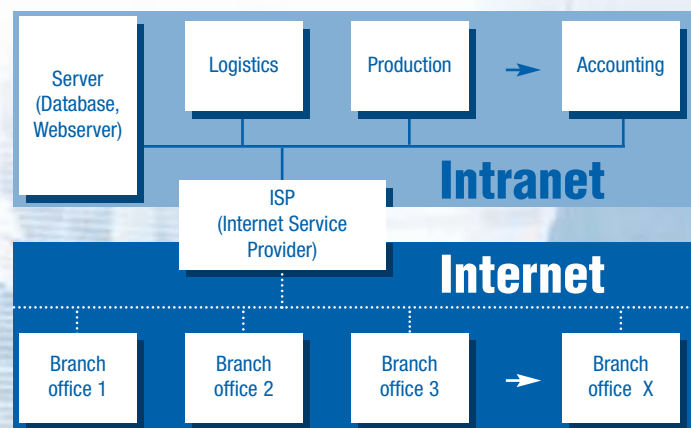 Server
(Database,
Webserver)
Logistics
Production
Accounting
Intranet
ISP
(Internet Service
Provider)
Internet
Branch
office 1
Branch
office 2
Branch
office 3
Branch
office X